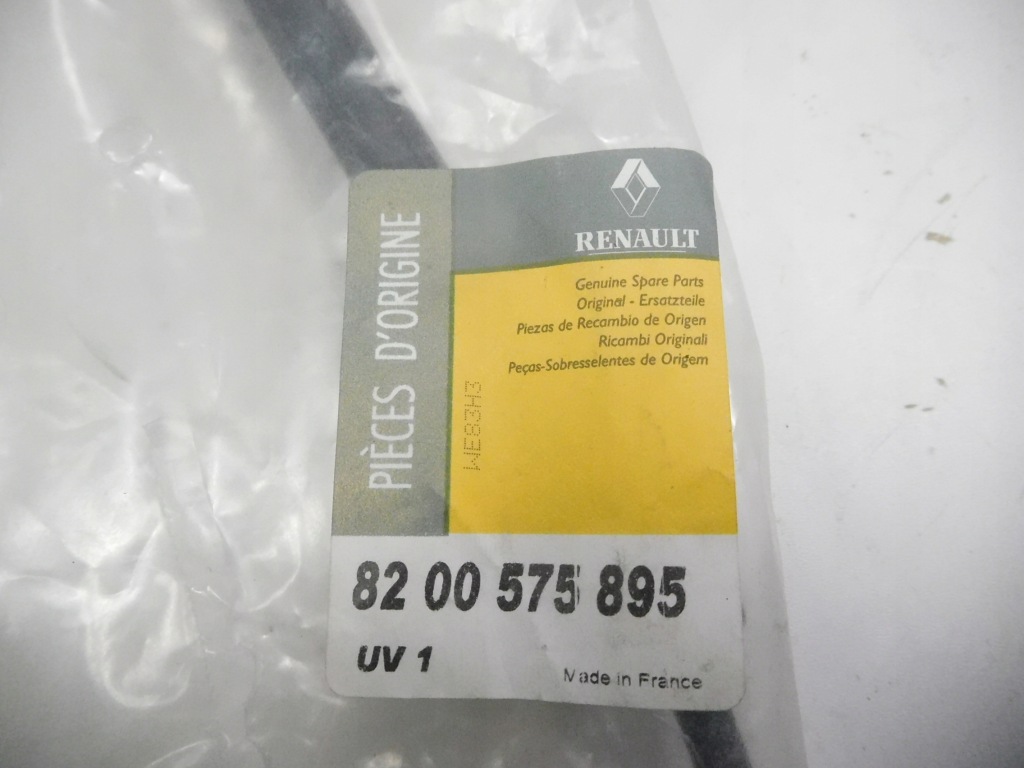 RENAULT
PIÈCES D'ORIGINE
Genuine Spare Parts
Original - Ersatzteile
Piezas de Recambio de Origen
Ricambi Originali
Peças-Sobresselentes de Origem
WE83H3
82 00 575 895
UV 1
Made in France